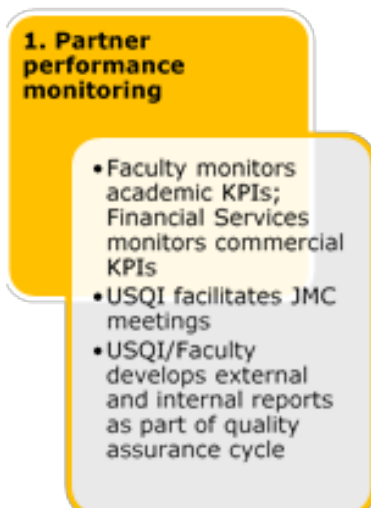 1. Partner
performance
monitoring
•Faculty monitors
academic KPIs;
Financial Services
monitors commercial
KPIs
•USQI facilitates JMC
meetings
•USQI/Faculty
develops external
and internal reports
as part of quality
assurance cycle